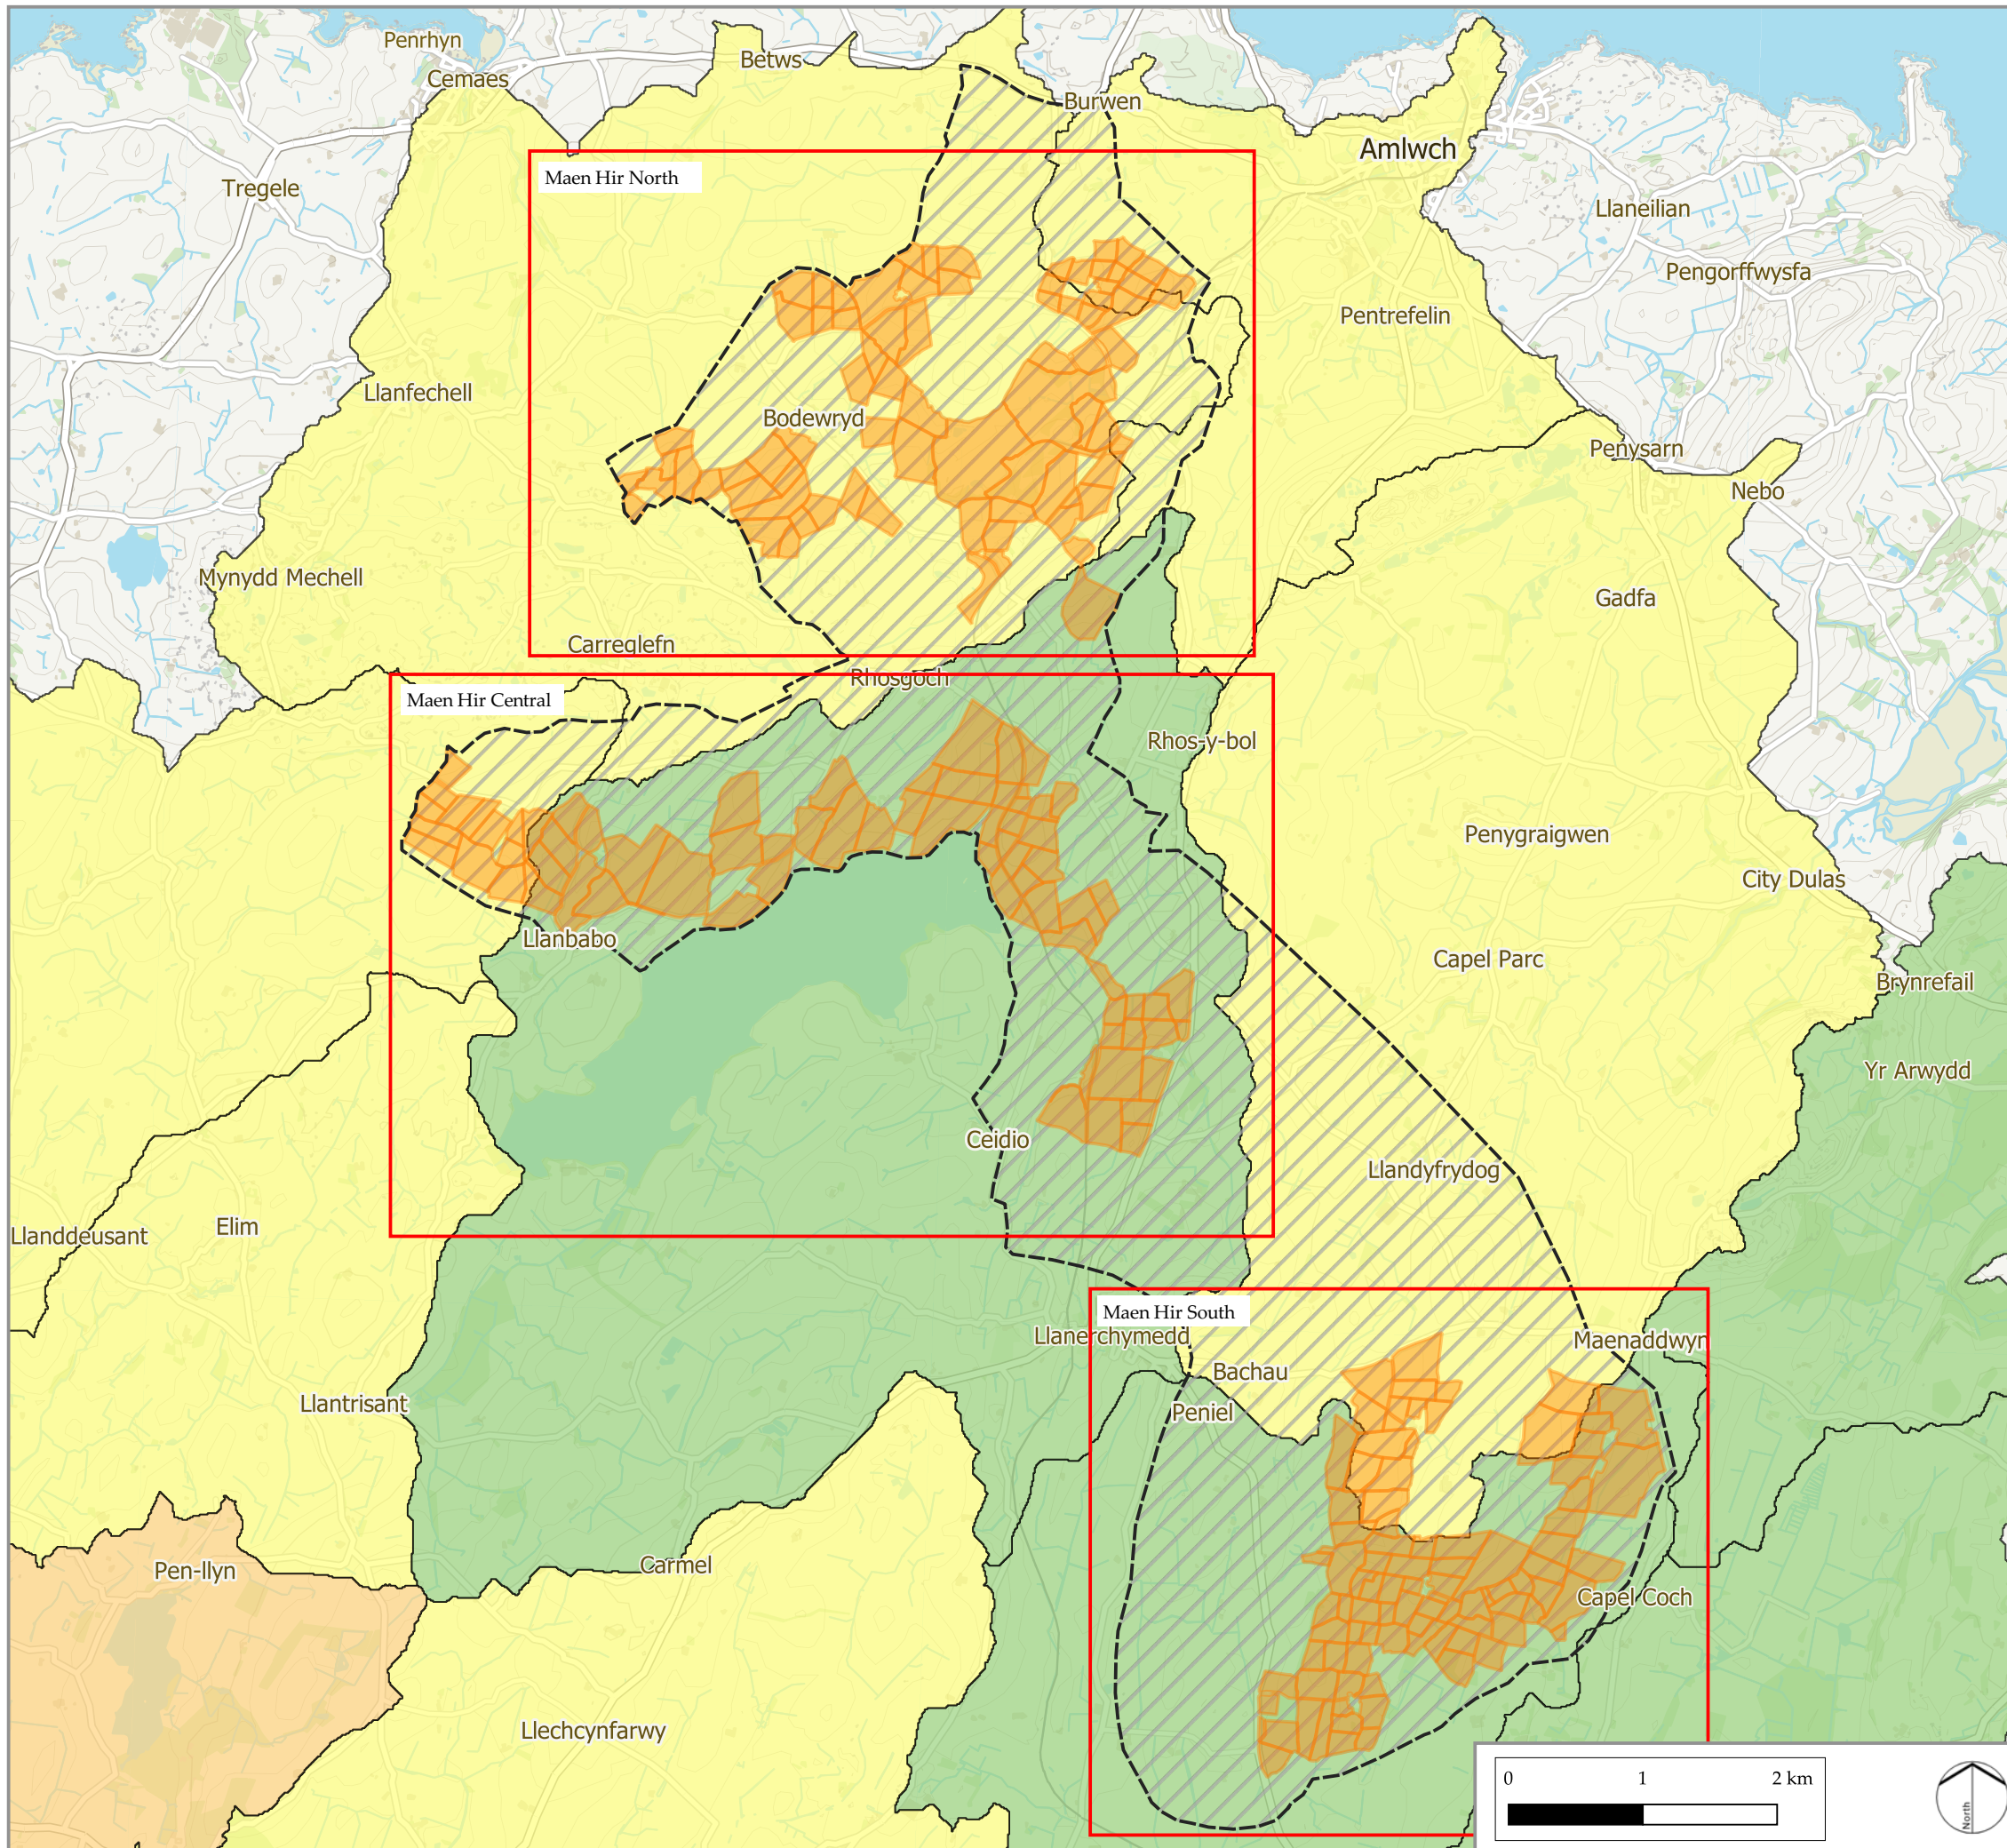 Penrhyn
Cemaes
Betws
Burwen
Amlwch
Maen Hir North
Tregele
Llaneilian
Pengorffwysfa
Pentrefelin
Llanfechell
Bodewryd
Penysarn
Nebo
Mynydd Mechell
Gadfa
Carreglefn
Rhosgoch
Maen Hir Central
Rhos-y-bol
Penygraigwen
City Dulas
Llanbabo
Capel Parc
Brynrefail
Yr Arwydd
Ceidio
Llandyfrydog
Elim
Llanddeusant
Maen Hir South
Llanerchymedd
Maenaddwyn
Bachau
Llantrisant
Peniel
Carmel
Pen-llyn
Capel Coch
Llechcynfarwy
0 1 2 km
North